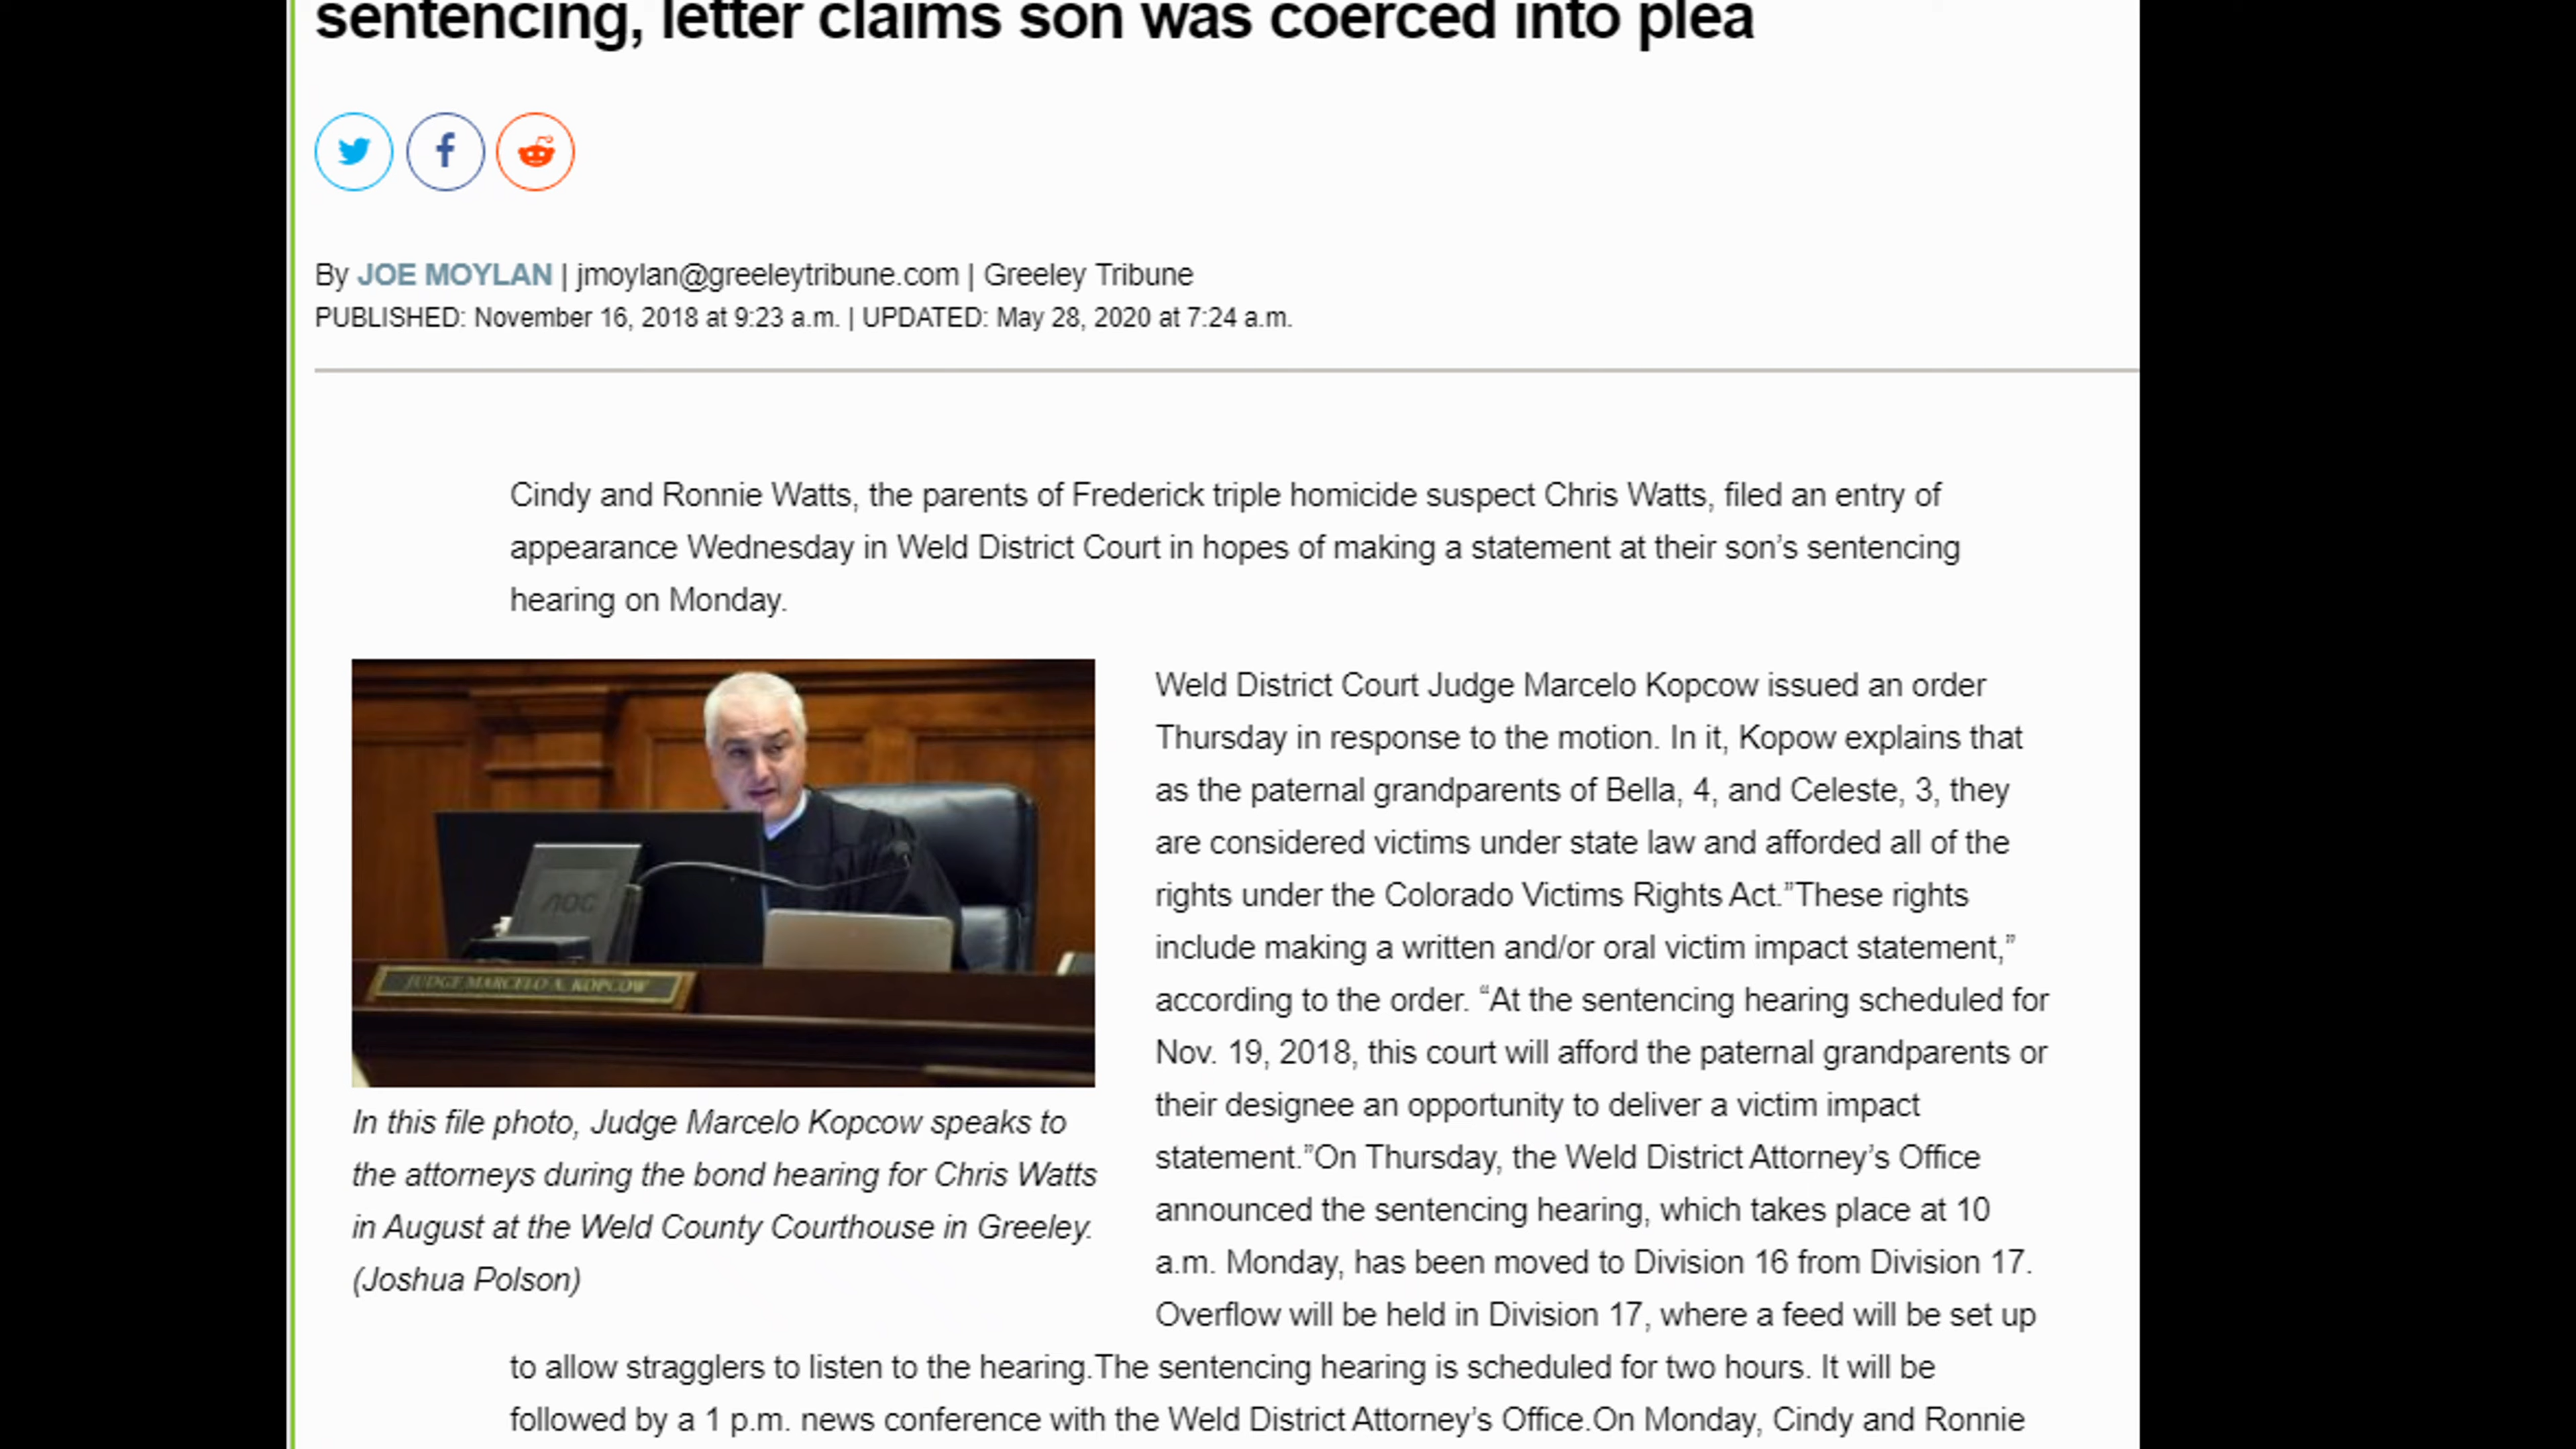 sentencing, letter claims son was coerced into plea
By JOE MOYLAN | jmoylan@greeleytribune.com | Greeley Tribune
PUBLISHED: November 16, 2018 at 9:23 a.m. | UPDATED: May 28, 2020 at 7:24 a.m.
Cindy and Ronnie Watts, the parents of Frederick triple homicide suspect Chris Watts, filed an entry of
appearance Wednesday in Weld District Court in hopes of making a statement at their son’s sentencing
hearing on Monday.
AOC
JUDGE MARCELO A. KOPCOW
In this file photo, Judge Marcelo Kopcow speaks to
the attorneys during the bond hearing for Chris Watts
in August at the Weld County Courthouse in Greeley.
(Joshua Polson)
Weld District Court Judge Marcelo Kopcow issued an order
Thursday in response to the motion. In it, Kopow explains that
as the paternal grandparents of Bella, 4, and Celeste, 3, they
are considered victims under state law and afforded all of the
rights under the Colorado Victims Rights Act.”These rights
include making a written and/or oral victim impact statement,”
according to the order. “At the sentencing hearing scheduled for
Nov. 19, 2018, this court will afford the paternal grandparents or
their designee an opportunity to deliver a victim impact
statement.”On Thursday, the Weld District Attorney’s Office
announced the sentencing hearing, which takes place at 10
a.m. Monday, has been moved to Division 16 from Division 17.
Overflow will be held in Division 17, where a feed will be set up
to allow stragglers to listen to the hearing.The sentencing hearing is scheduled for two hours. It will be
followed by a 1 p.m. news conference with the Weld District Attorney’s Office.On Monday, Cindy and Ronnie